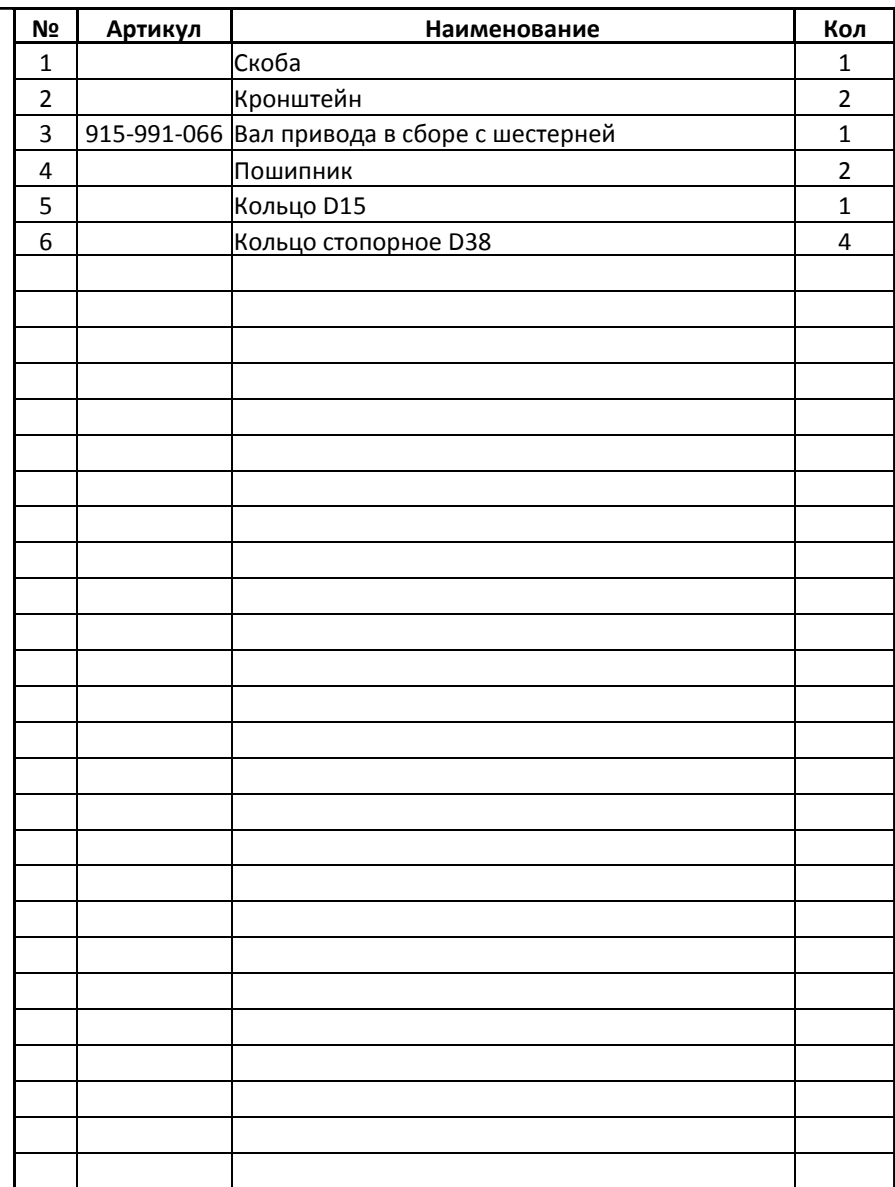 № Артикул Наименование Кол
1 Скоба 1
2 Кронштейн 2
3 915-991-066 Вал привода в сборе с шестерней 1
4 Пошипник 2
5 Кольцо D15 1
6 Кольцо стопорное D38 4